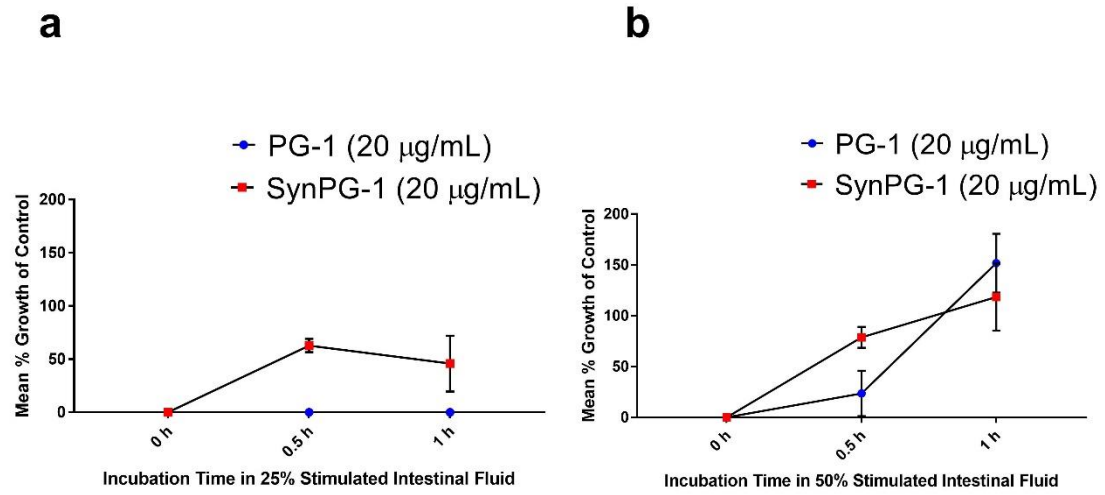 a
PG-1 (20 μg/mL)
SynPG-1 (20 μg/mL)
Mean % Growth of Control
200
150
100
50
0
0 h
0.5 h
1 h
Incubation Time in 25% Stimulated Intestinal Fluid
b
PG-1 (20 μg/mL)
SynPG-1 (20 μg/mL)
Mean % Growth of Control
200
150
100
50
0
0 h
0.5 h
1 h
Incubation Time in 50% Stimulated Intestinal Fluid